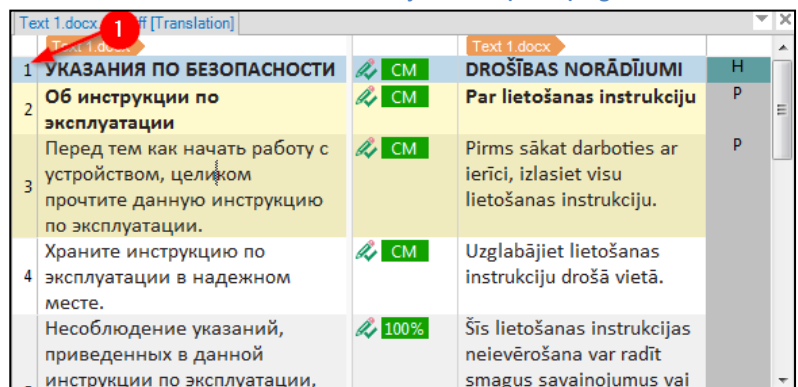 Text 1.docx ff [Translation]
1
Text 1.docx Text 1.docx
1 УКАЗАНИЯ ПО БЕЗОПАСНОСТИ CM DROŠĪBAS NORĀDĪJUMI H
2 Об инструкции по CM Par lietošanas instrukciju P
эксплуатации
3 Перед тем как начать работу с CM Pirms sākat darboties ar P
устройством, целиком ierīci, izlasiet visu
прочтите данную инструкцию lietošanas instrukciju.
по эксплуатации.
4 Храните инструкцию по CM Uzglabājiet lietošanas
эксплуатации в надежном instrukciju drošā vietā.
месте.
Несоблюдение указаний, 100% Šīs lietošanas instrukcijas
приведенных в данной neievērošana var radīt
инструкции по эксплуатации, smagus savainojumus vai